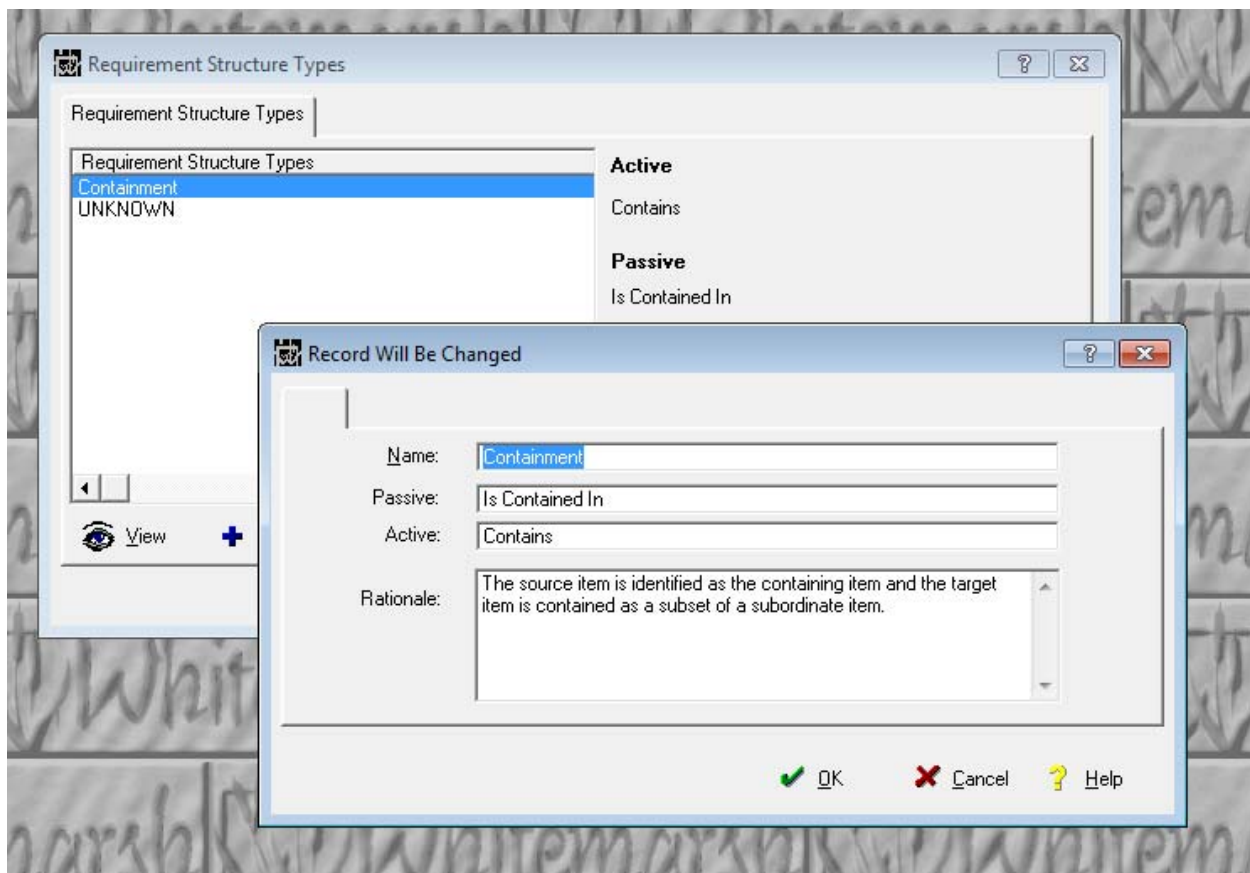 Requirement Structure Types
Requirement Structure Types
Requirement Structure Types
Containment
UNKNOWN
Active
Contains
Passive
Is Contained In
View
Record Will Be Changed
Name:
Containment
Passive:
Is Contained In
Active:
Contains
Rationale:
The source item is identified as the containing item and the target
item is contained as a subset of a subordinate item.
OK
Cancel
Help